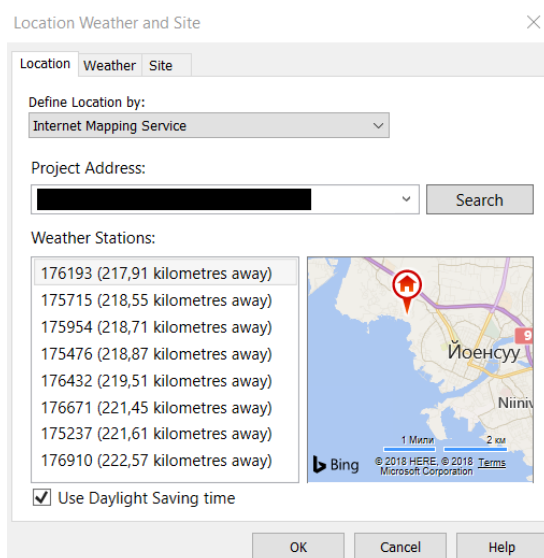 Location Weather and Site
Location Weather Site
Define Location by:
Internet Mapping Service
Project Address:
Search
Weather Stations:
176193 (217,91 kilometres away)
175715 (218,55 kilometres away)
175954 (218,71 kilometres away)
175476 (218,87 kilometres away)
176432 (219,51 kilometres away)
176671 (221,45 kilometres away)
175237 (221,61 kilometres away)
176910 (222,57 kilometres away)
9
Йоенсуу
1 Мили 2 км
Bing
© 2018 HERE, © 2018 Terms
Microsoft Corporation
Use Daylight Saving time
OK Cancel Help